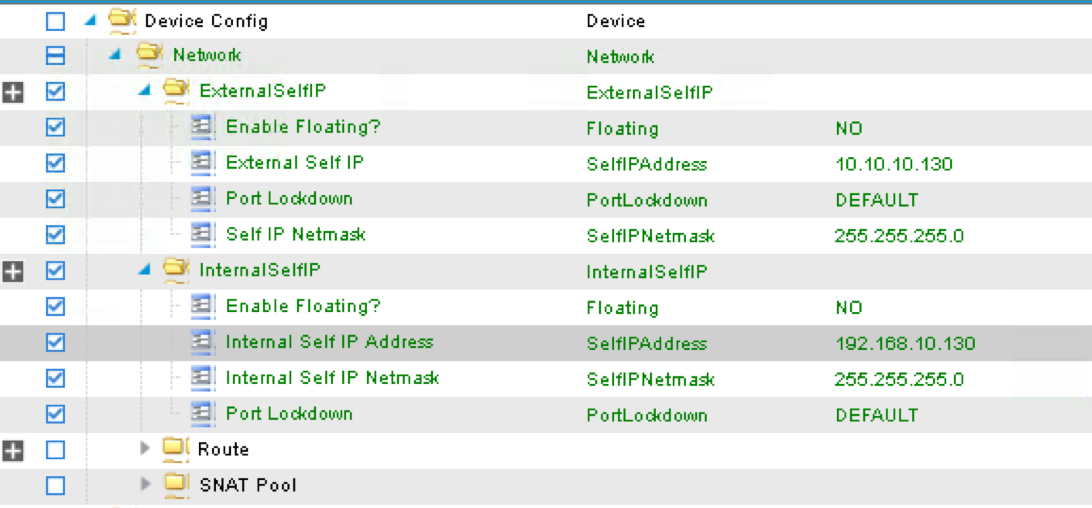 Device Config Device
Network Network
ExternalSelfIP ExternalSelfIP
Enable Floating? Floating NO
External Self IP SelfIPAddress 10.10.10.130
Port Lockdown PortLockdown DEFAULT
Self IP Netmask SelfIPNetmask 255.255.255.0
InternalSelfIP InternalSelfIP
Enable Floating? Floating NO
Internal Self IP Address SelfIPAddress 192.168.10.130
Internal Self IP Netmask SelfIPNetmask 255.255.255.0
Port Lockdown PortLockdown DEFAULT
Route
SNAT Pool